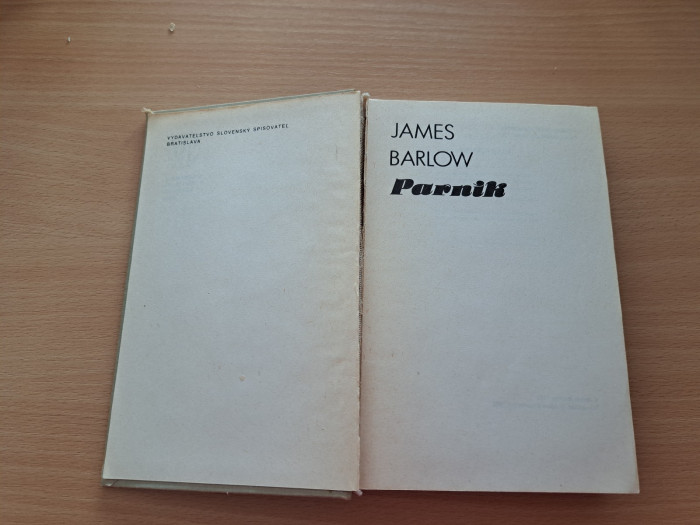 VYDAVATEĽSTVO SLOVENSKÝ SPISOVATEĽ
BRATISLAVA
JAMES
BARLOW
Parník